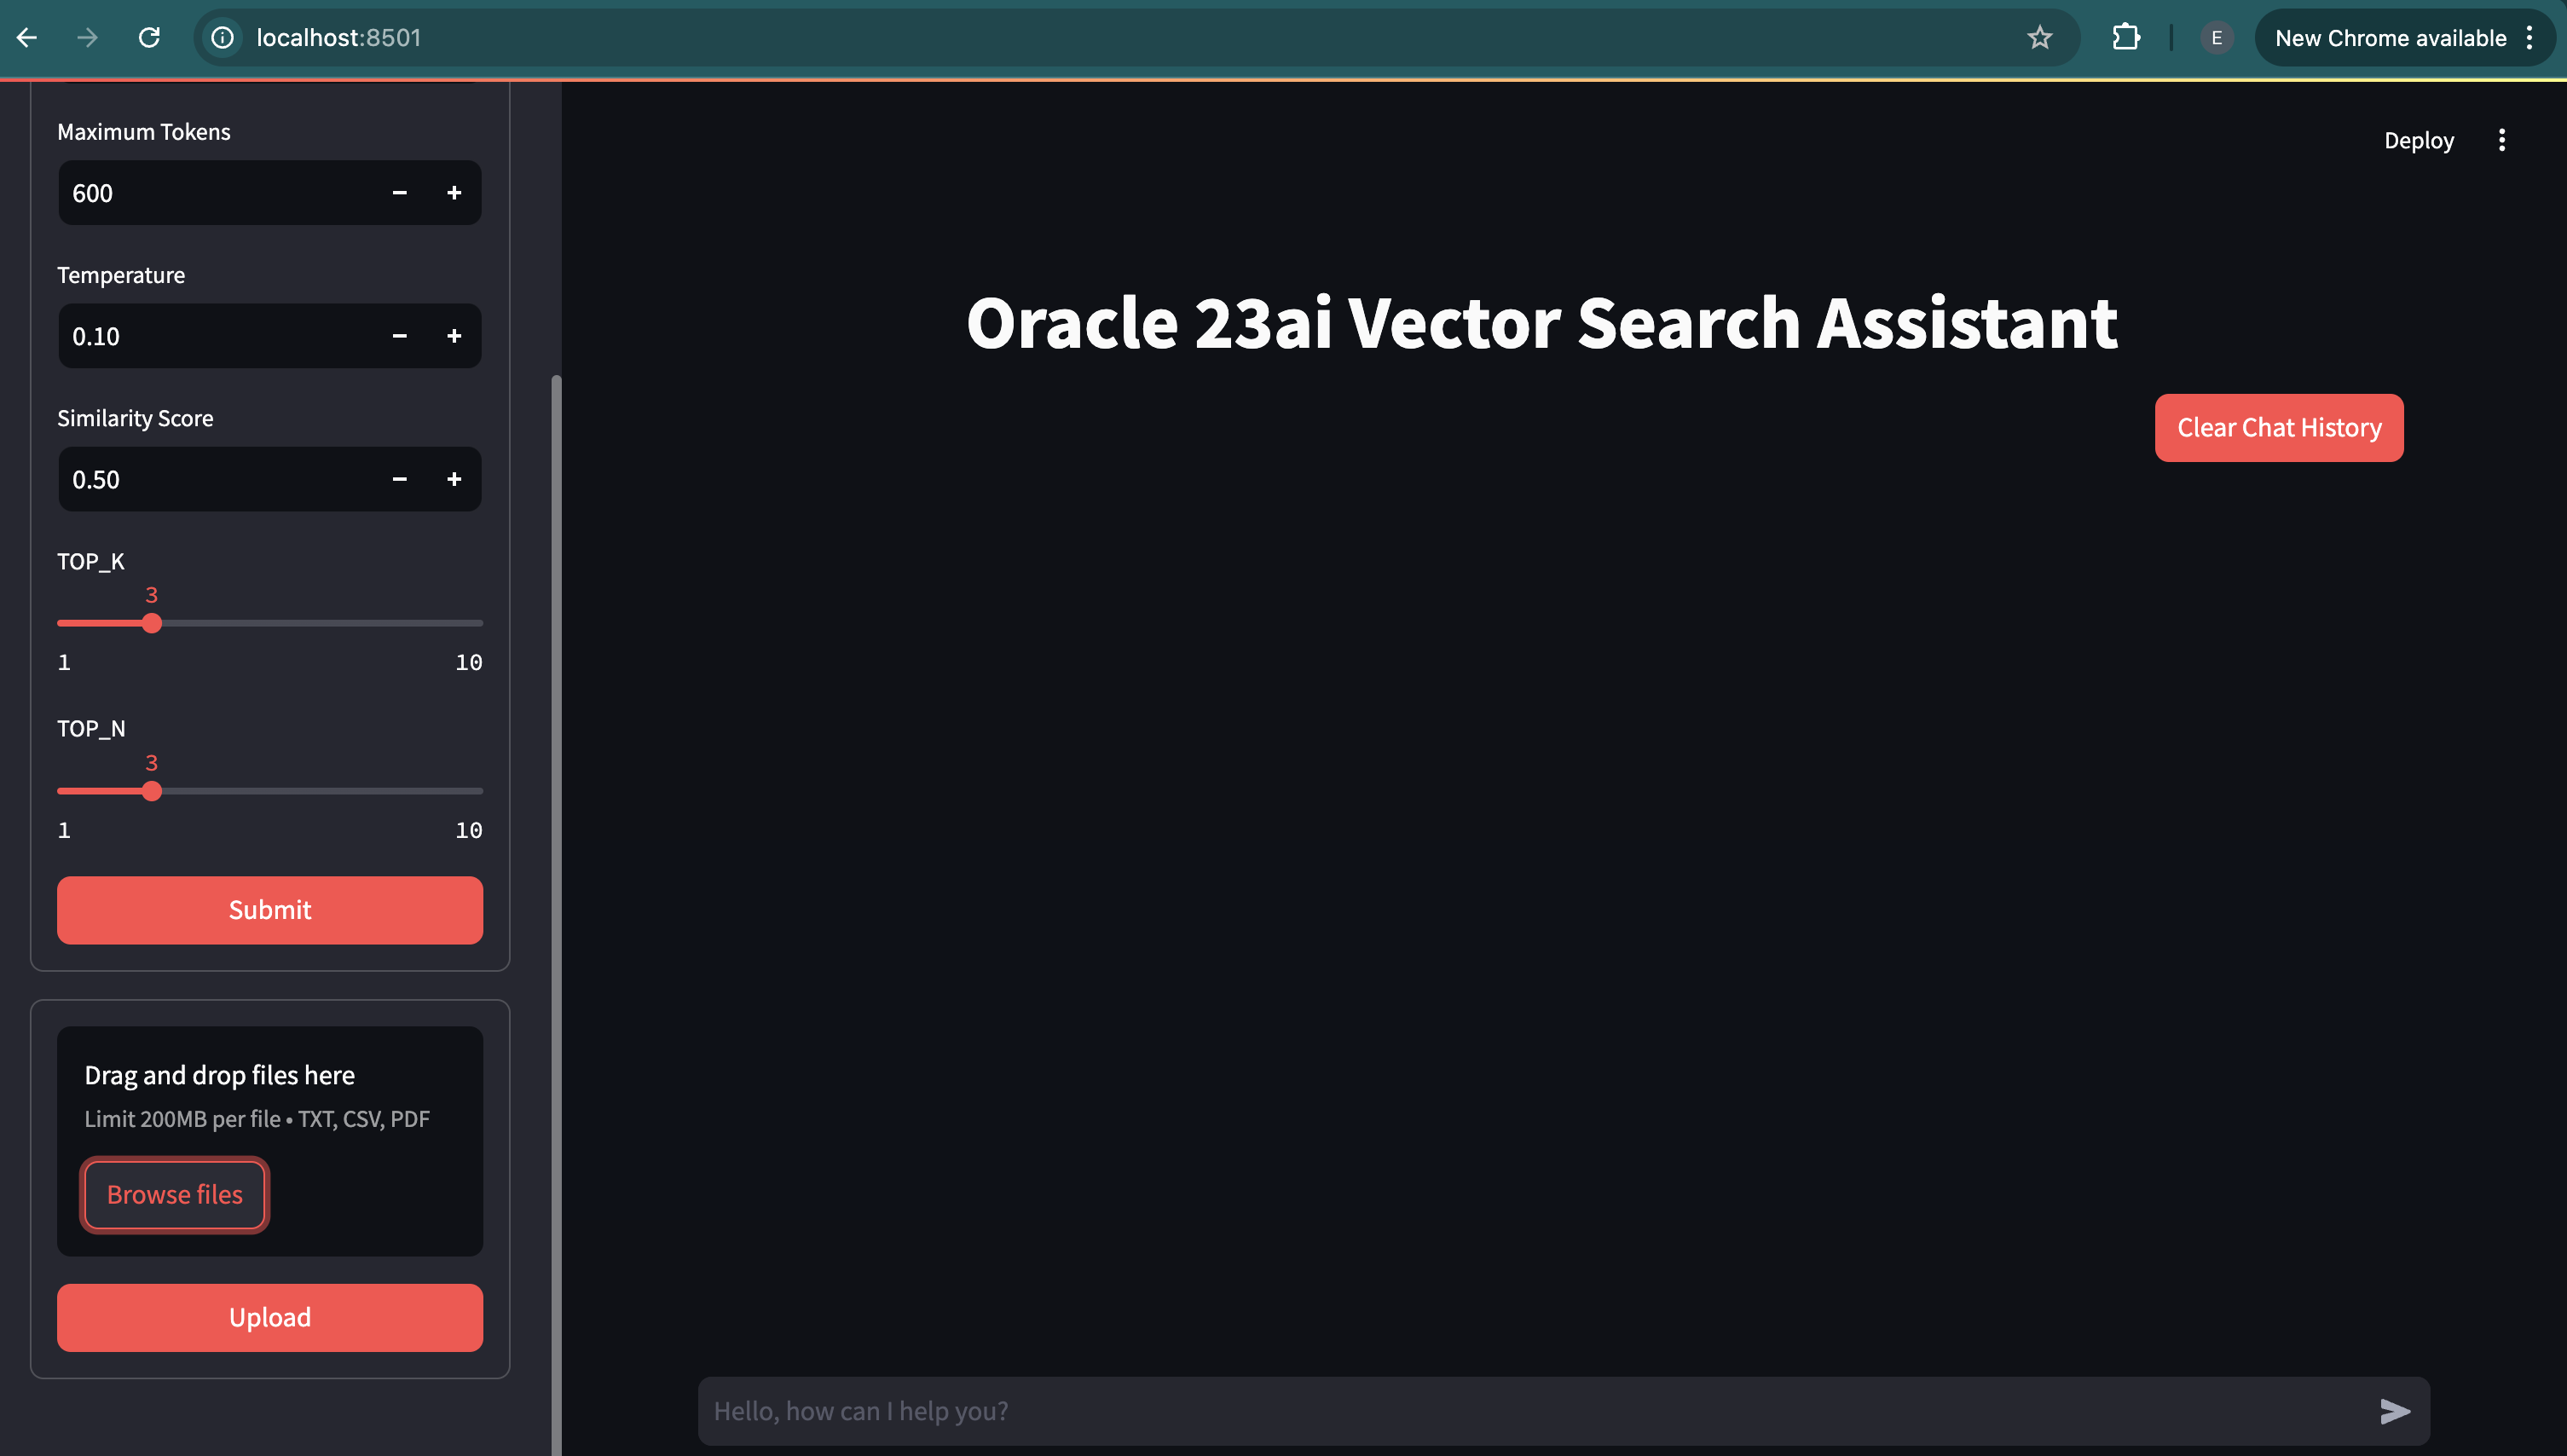 localhost:8501
E
New Chrome available
Maximum Tokens
600
Temperature
0.10
Similarity Score
0.50
TOP_K
3
1 10
TOP_N
3
1 10
Submit
Drag and drop files here
Limit 200MB per file • TXT, CSV, PDF
Browse files
Upload
Deploy
Oracle 23ai Vector Search Assistant
Clear Chat History
Hello, how can I help you?